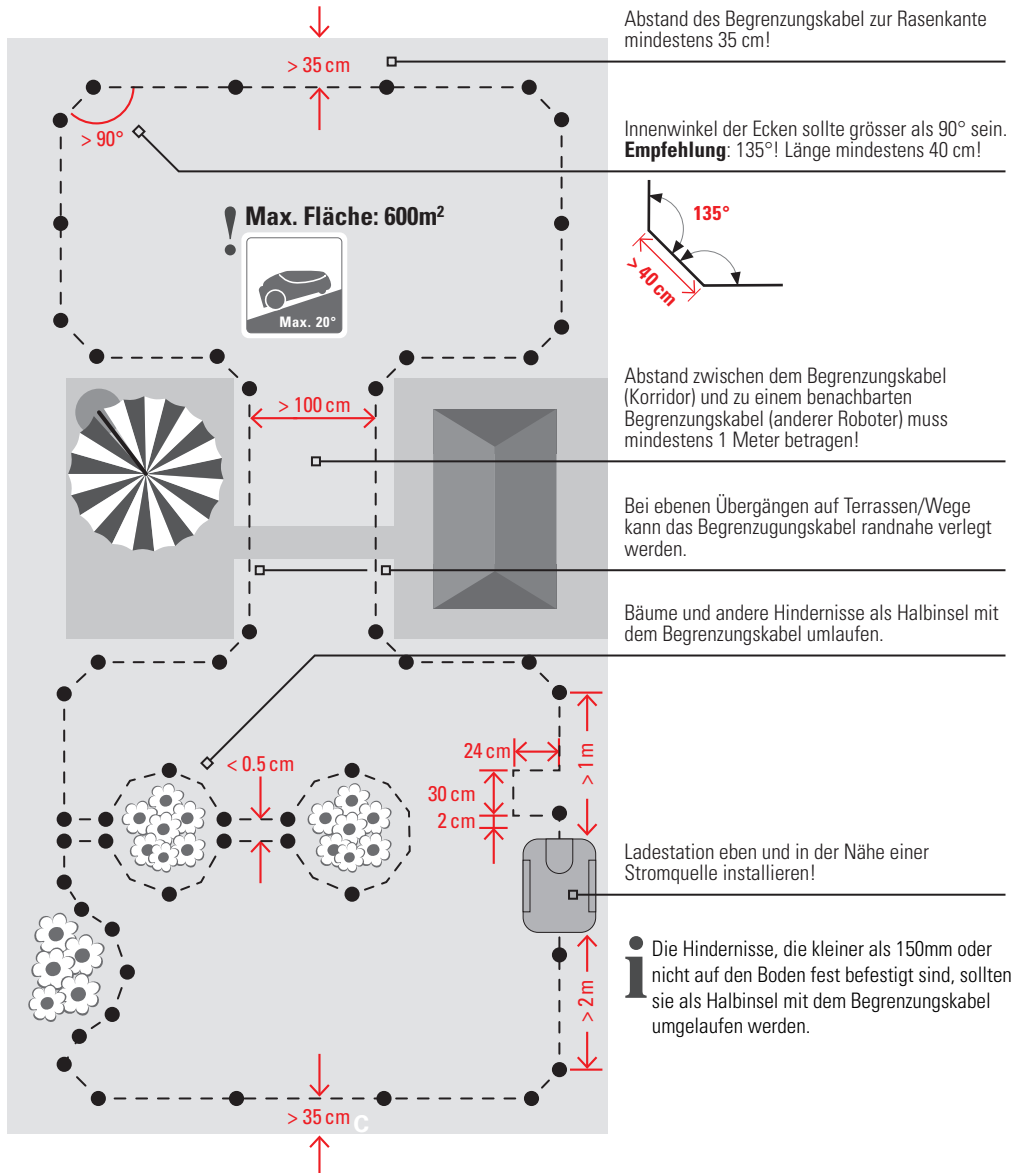 Abstand des Begrenzungskabel zur Rasenkante
mindestens 35 cm!
> 35 cm
> 90°
Innenwinkel der Ecken sollte grösser als 90° sein.
Empfehlung: 135°! Länge mindestens 40 cm!
Max. Fläche: 600m²
Max. 20°
135°
> 40 cm
Abstand zwischen dem Begrenzungskabel
(Korridor) und zu einem benachbarten
Begrenzungskabel (anderer Roboter) muss
mindestens 1 Meter betragen!
> 100 cm
Bei ebenen Übergängen auf Terrassen/Wege
kann das Begrenzugungskabel randnahe verlegt
werden.
Bäume und andere Hindernisse als Halbinsel mit
dem Begrenzungskabel umlaufen.
24 cm
> 1 m
< 0.5 cm
30 cm
2 cm
Ladestation eben und in der Nähe einer
Stromquelle installieren!
i
Die Hindernisse, die kleiner als 150mm oder
nicht auf den Boden fest befestigt sind, sollten
sie als Halbinsel mit dem Begrenzungskabel
umgelaufen werden.
> 2 m
> 35 cm
C